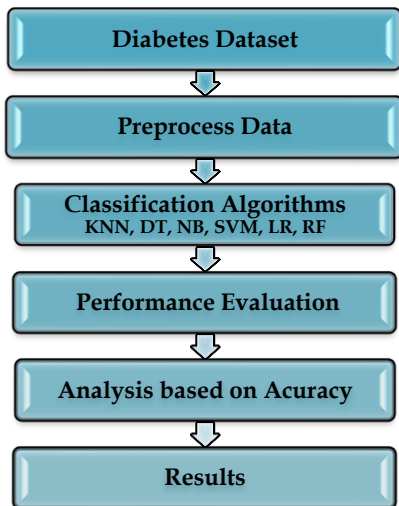 Diabetes Dataset
Preprocess Data
Classification Algorithms
KNN, DT, NB, SVM, LR, RF
Performance Evaluation
Analysis based on Acuracy
Results